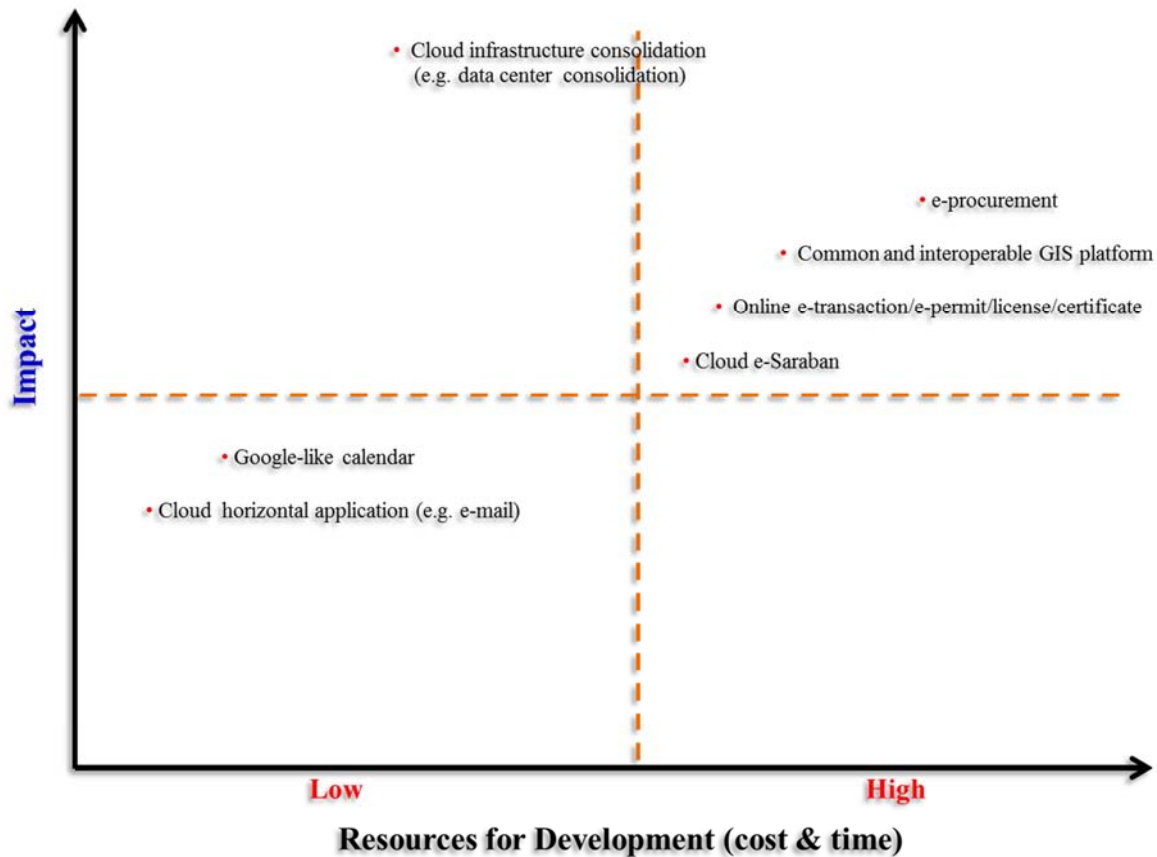 Cloud infrastructure consolidation
(e.g. data center consolidation)
e-procurement
Common and interoperable GIS platform
Online e-transaction/e-permit/license/certificate
Cloud e-Saraban
Impact
Google-like calendar
Cloud horizontal application (e.g. e-mail)
Low
High
Resources for Development (cost & time)